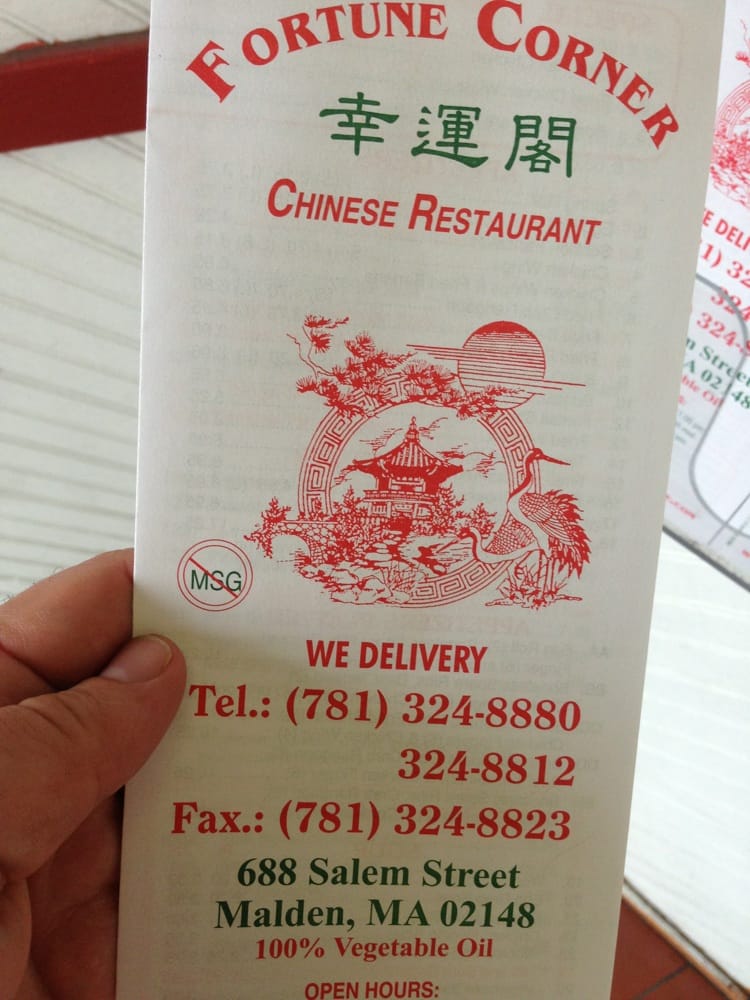 FORTUNE CORNER
幸運閣
CHINESE RESTAURANT
MSG
WE DELIVERY
Tel.: (781) 324-8880
324-8812
Fax.: (781) 324-8823
688 Salem Street
Malden, MA 02148
100% Vegetable Oil
OPEN HOURS: